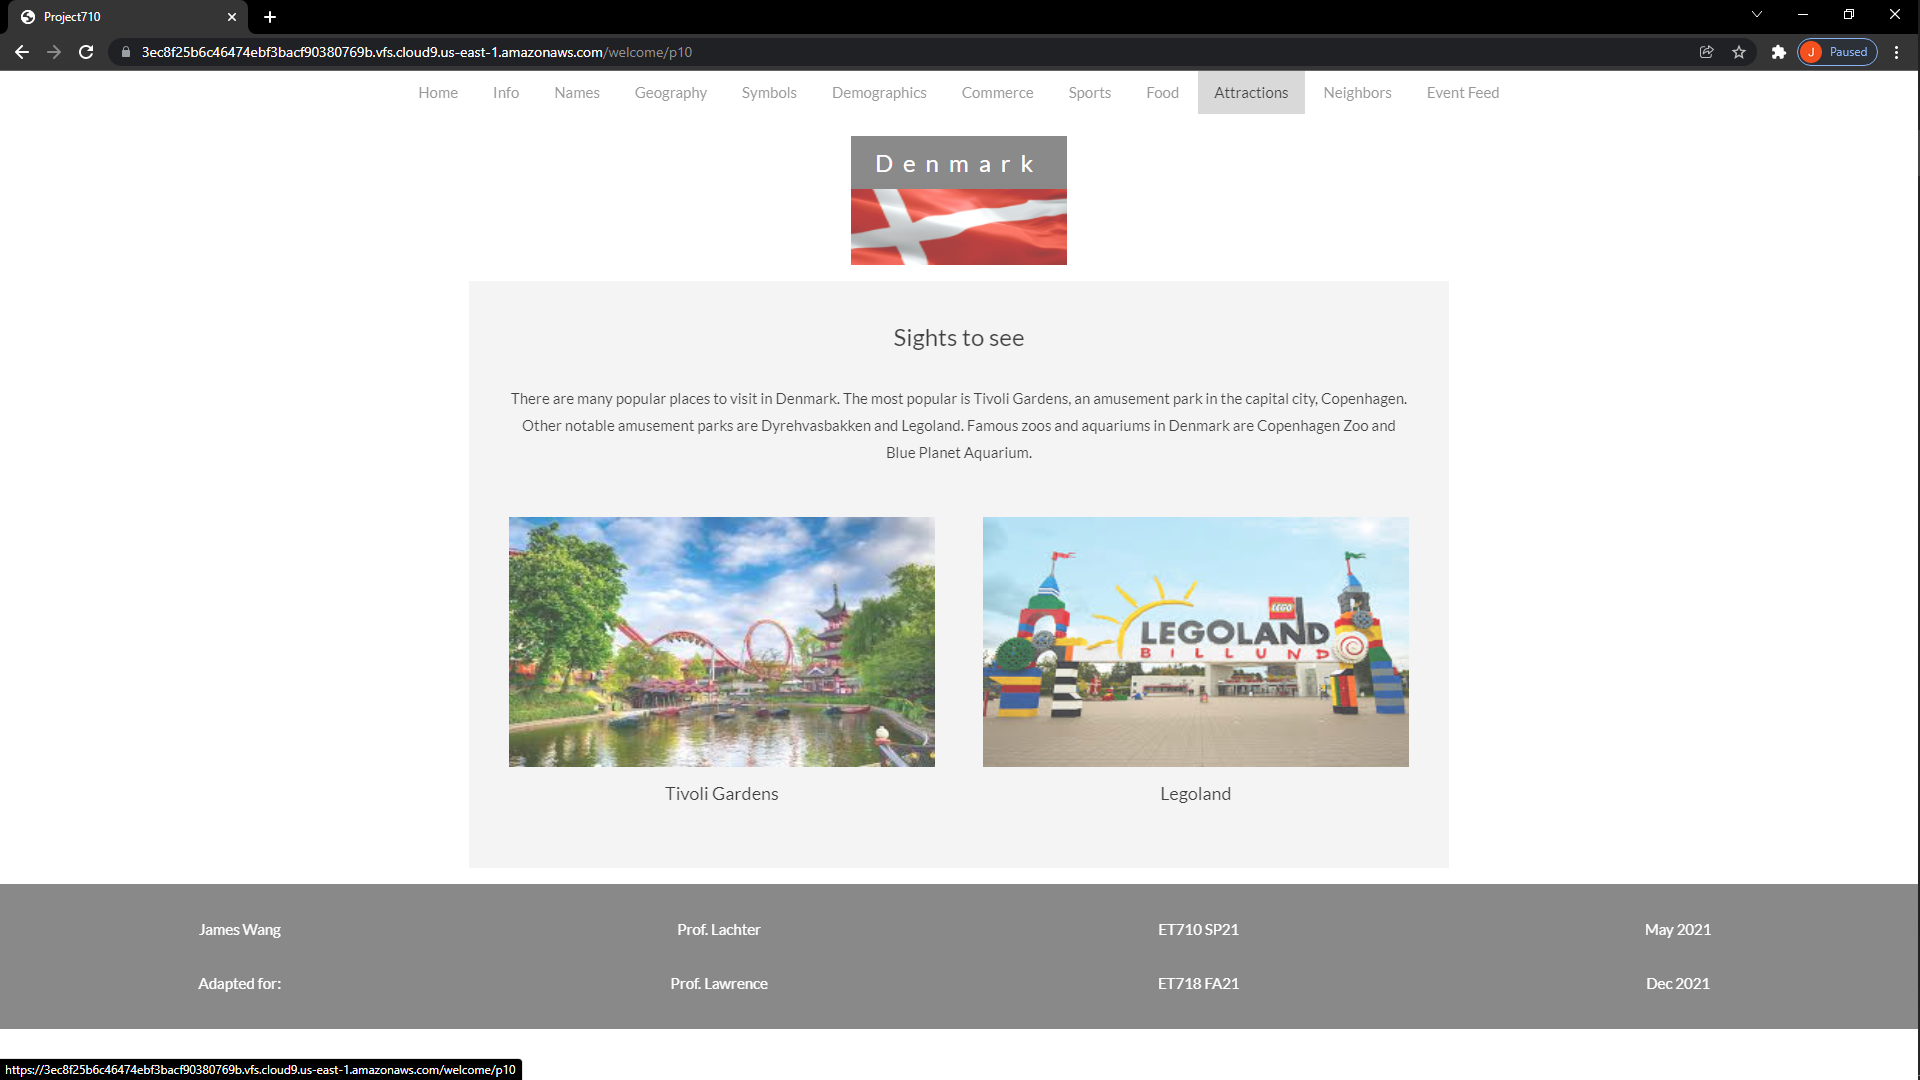 Project710
3ec8f25b6c46474ebf3bacf90380769b.vfs.cloud9.us-east-1.amazonaws.com/welcome/p10
J Paused
Home Info Names Geography Symbols Demographics Commerce Sports Food Attractions Neighbors Event Feed
Denmark
Sights to see
There are many popular places to visit in Denmark. The most popular is Tivoli Gardens, an amusement park in the capital city, Copenhagen.
Other notable amusement parks are Dyrehvasbakken and Legoland. Famous zoos and aquariums in Denmark are Copenhagen Zoo and
Blue Planet Aquarium.
LEGO
LEGOLAND
BILLUND
Tivoli Gardens
Legoland
James Wang Prof. Lachter ET710 SP21 May 2021
Adapted for: Prof. Lawrence ET718 FA21 Dec 2021
https://3ec8f25b6c46474ebf3bacf90380769b.vfs.cloud9.us-east-1.amazonaws.com/welcome/p10